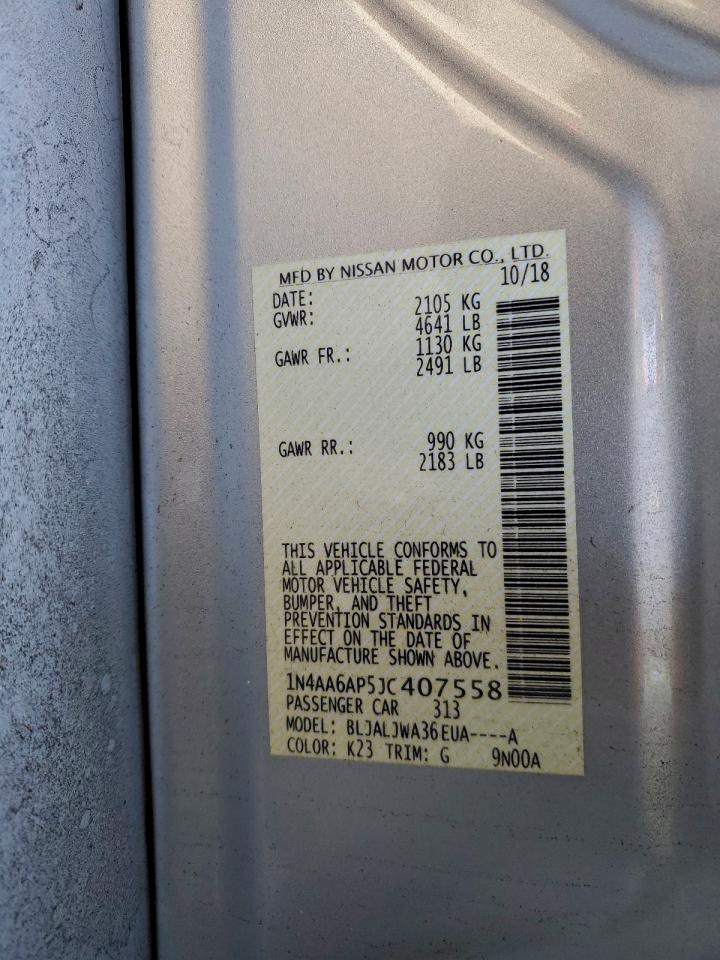 MFD BY NISSAN MOTOR CO., LTD.
DATE: 10/18
GVWR: 2105 KG
4641 LB
GAWR FR.: 1130 KG
2491 LB
GAWR RR.: 990 KG
2183 LB
THIS VEHICLE CONFORMS TO
ALL APPLICABLE FEDERAL
MOTOR VEHICLE SAFETY,
BUMPER, AND THEFT
PREVENTION STANDARDS IN
EFFECT ON THE DATE OF
MANUFACTURE SHOWN ABOVE.
1N4AA6AP5JC407558
PASSENGER CAR 313
MODEL: BLJALJWA36EUA----A
COLOR: K23 TRIM: G 9N00A